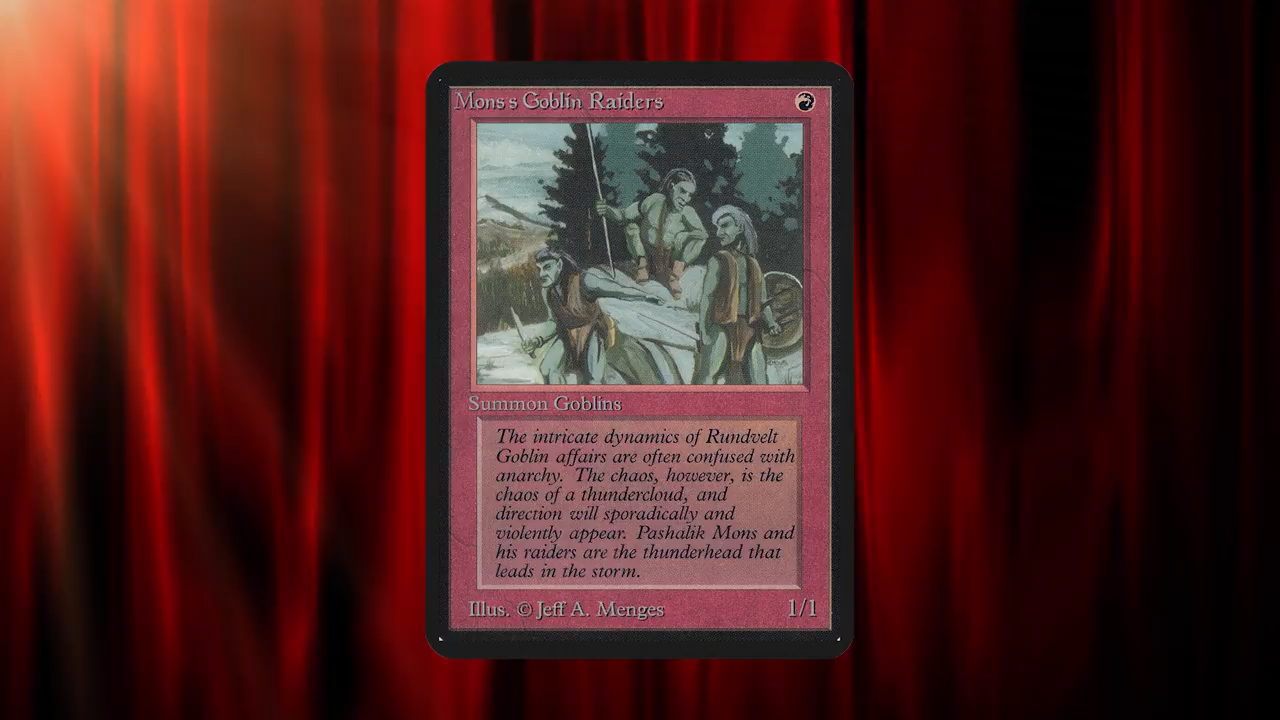 Mons's Goblin Raiders
Summon Goblins
The intricate dynamics of Rundvelt
Goblin affairs are often confused with
anarchy. The chaos, however, is the
chaos of a thundercloud, and
direction will sporadically and
violently appear. Pashalik Mons and
his raiders are the thunderhead that
leads in the storm.
Illus. © Jeff A. Menges
1/1